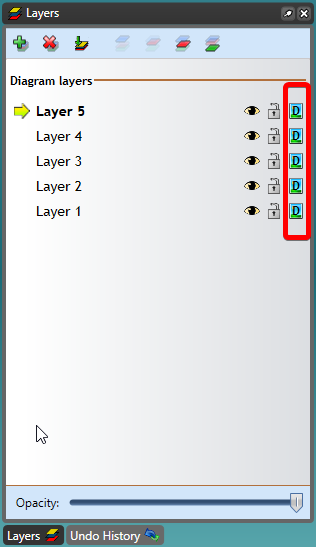 Layers
Diagram layers
Layer 5 D
Layer 4 D
Layer 3 D
Layer 2 D
Layer 1 D
Opacity:
Layers Undo History